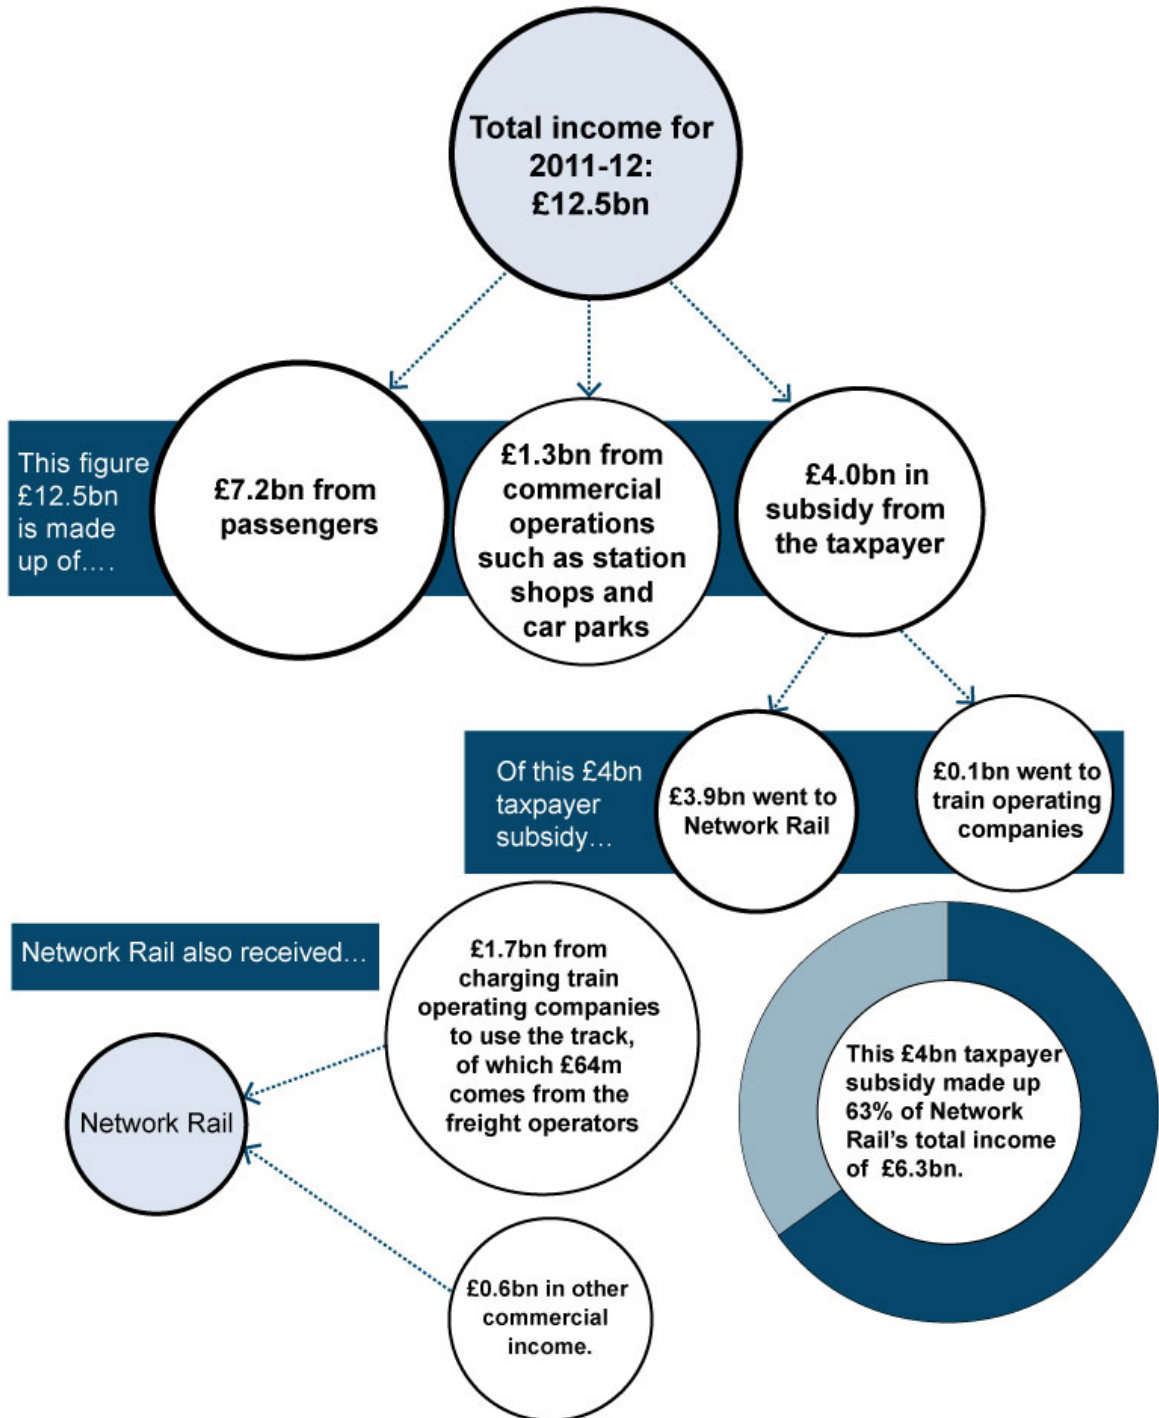 Total income for
2011-12:
£12.5bn
This figure
£12.5bn
is made
up of....
£7.2bn from
passengers
£1.3bn from
commercial
operations
such as station
shops and
car parks
£4.0bn in
subsidy from
the taxpayer
Of this £4bn
taxpayer
subsidy...
£3.9bn went to
Network Rail
£0.1bn went to
train operating
companies
Network Rail also received...
£1.7bn from
charging train
operating companies
to use the track,
of which £64m
comes from the
freight operators
Network Rail
£0.6bn in other
commercial
income.
This £4bn taxpayer
subsidy made up
63% of Network
Rail's total income
of £6.3bn.